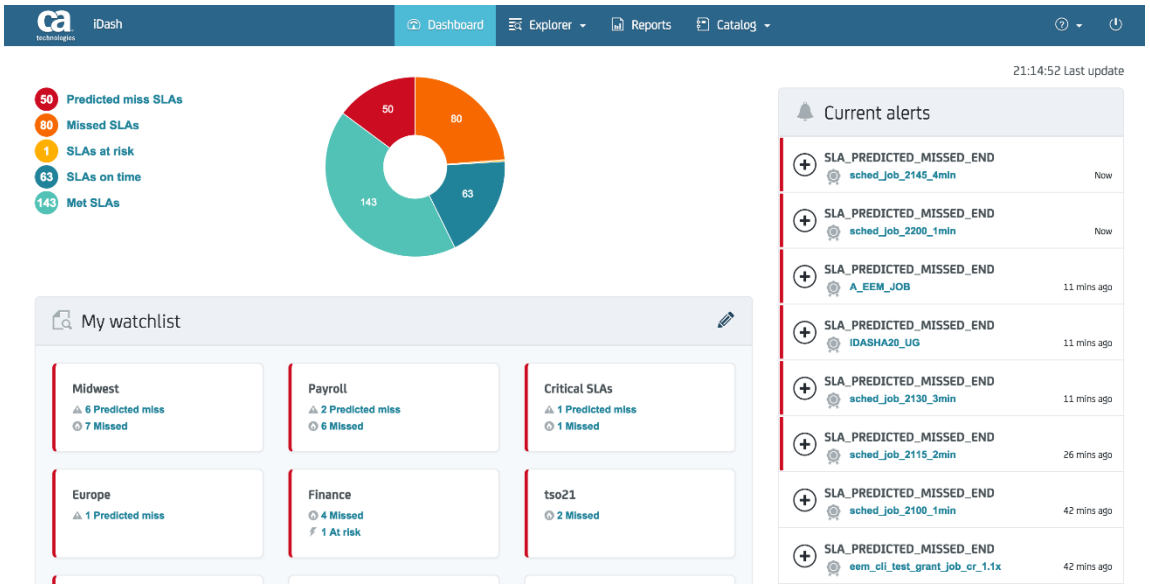 ca
technologies
iDash
Dashboard
Explorer
Reports
Catalog
?
21:14:52 Last update
50 Predicted miss SLAs
80 Missed SLAs
1 SLAs at risk
63 SLAs on time
143 Met SLAs
50
80
63
143
My watchlist
Midwest
6 Predicted miss
7 Missed
Payroll
2 Predicted miss
6 Missed
Critical SLAs
1 Predicted miss
1 Missed
Europe
1 Predicted miss
Finance
4 Missed
1 At risk
tso21
2 Missed
Current alerts
SLA_PREDICTED_MISSED_END
sched_job_2145_4min Now
SLA_PREDICTED_MISSED_END
sched_job_2200_1min Now
SLA_PREDICTED_MISSED_END
A_EEM_JOB 11 mins ago
SLA_PREDICTED_MISSED_END
IDASHA20_UG 11 mins ago
SLA_PREDICTED_MISSED_END
sched_job_2130_3min 11 mins ago
SLA_PREDICTED_MISSED_END
sched_job_2115_2min 26 mins ago
SLA_PREDICTED_MISSED_END
sched_job_2100_1min 42 mins ago
SLA_PREDICTED_MISSED_END
eem_cli_test_grant_job_cr_1.1x 42 mins ago